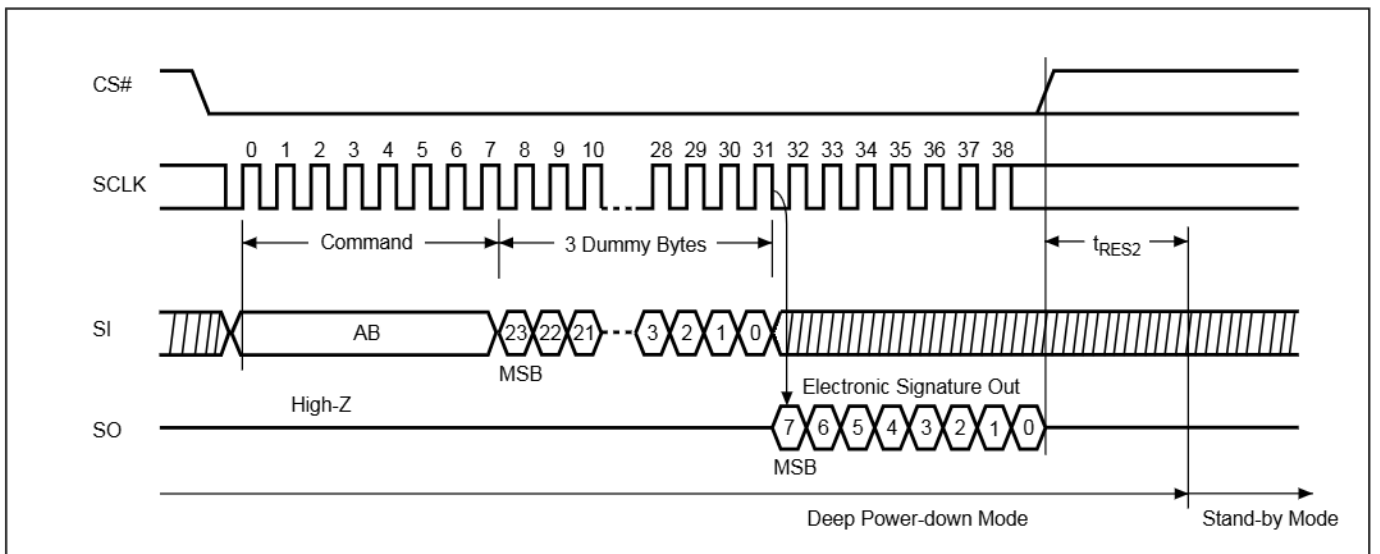 CS#
0 1 2 3 4 5 6 7 8 9 10 28 29 30 31 32 33 34 35 36 37 38
SCLK
Command 3 Dummy Bytes tRES2
SI AB 23 22 21 3 2 1 0
MSB
High-Z Electronic Signature Out
SO 7 6 5 4 3 2 1 0
MSB
Deep Power-down Mode Stand-by Mode